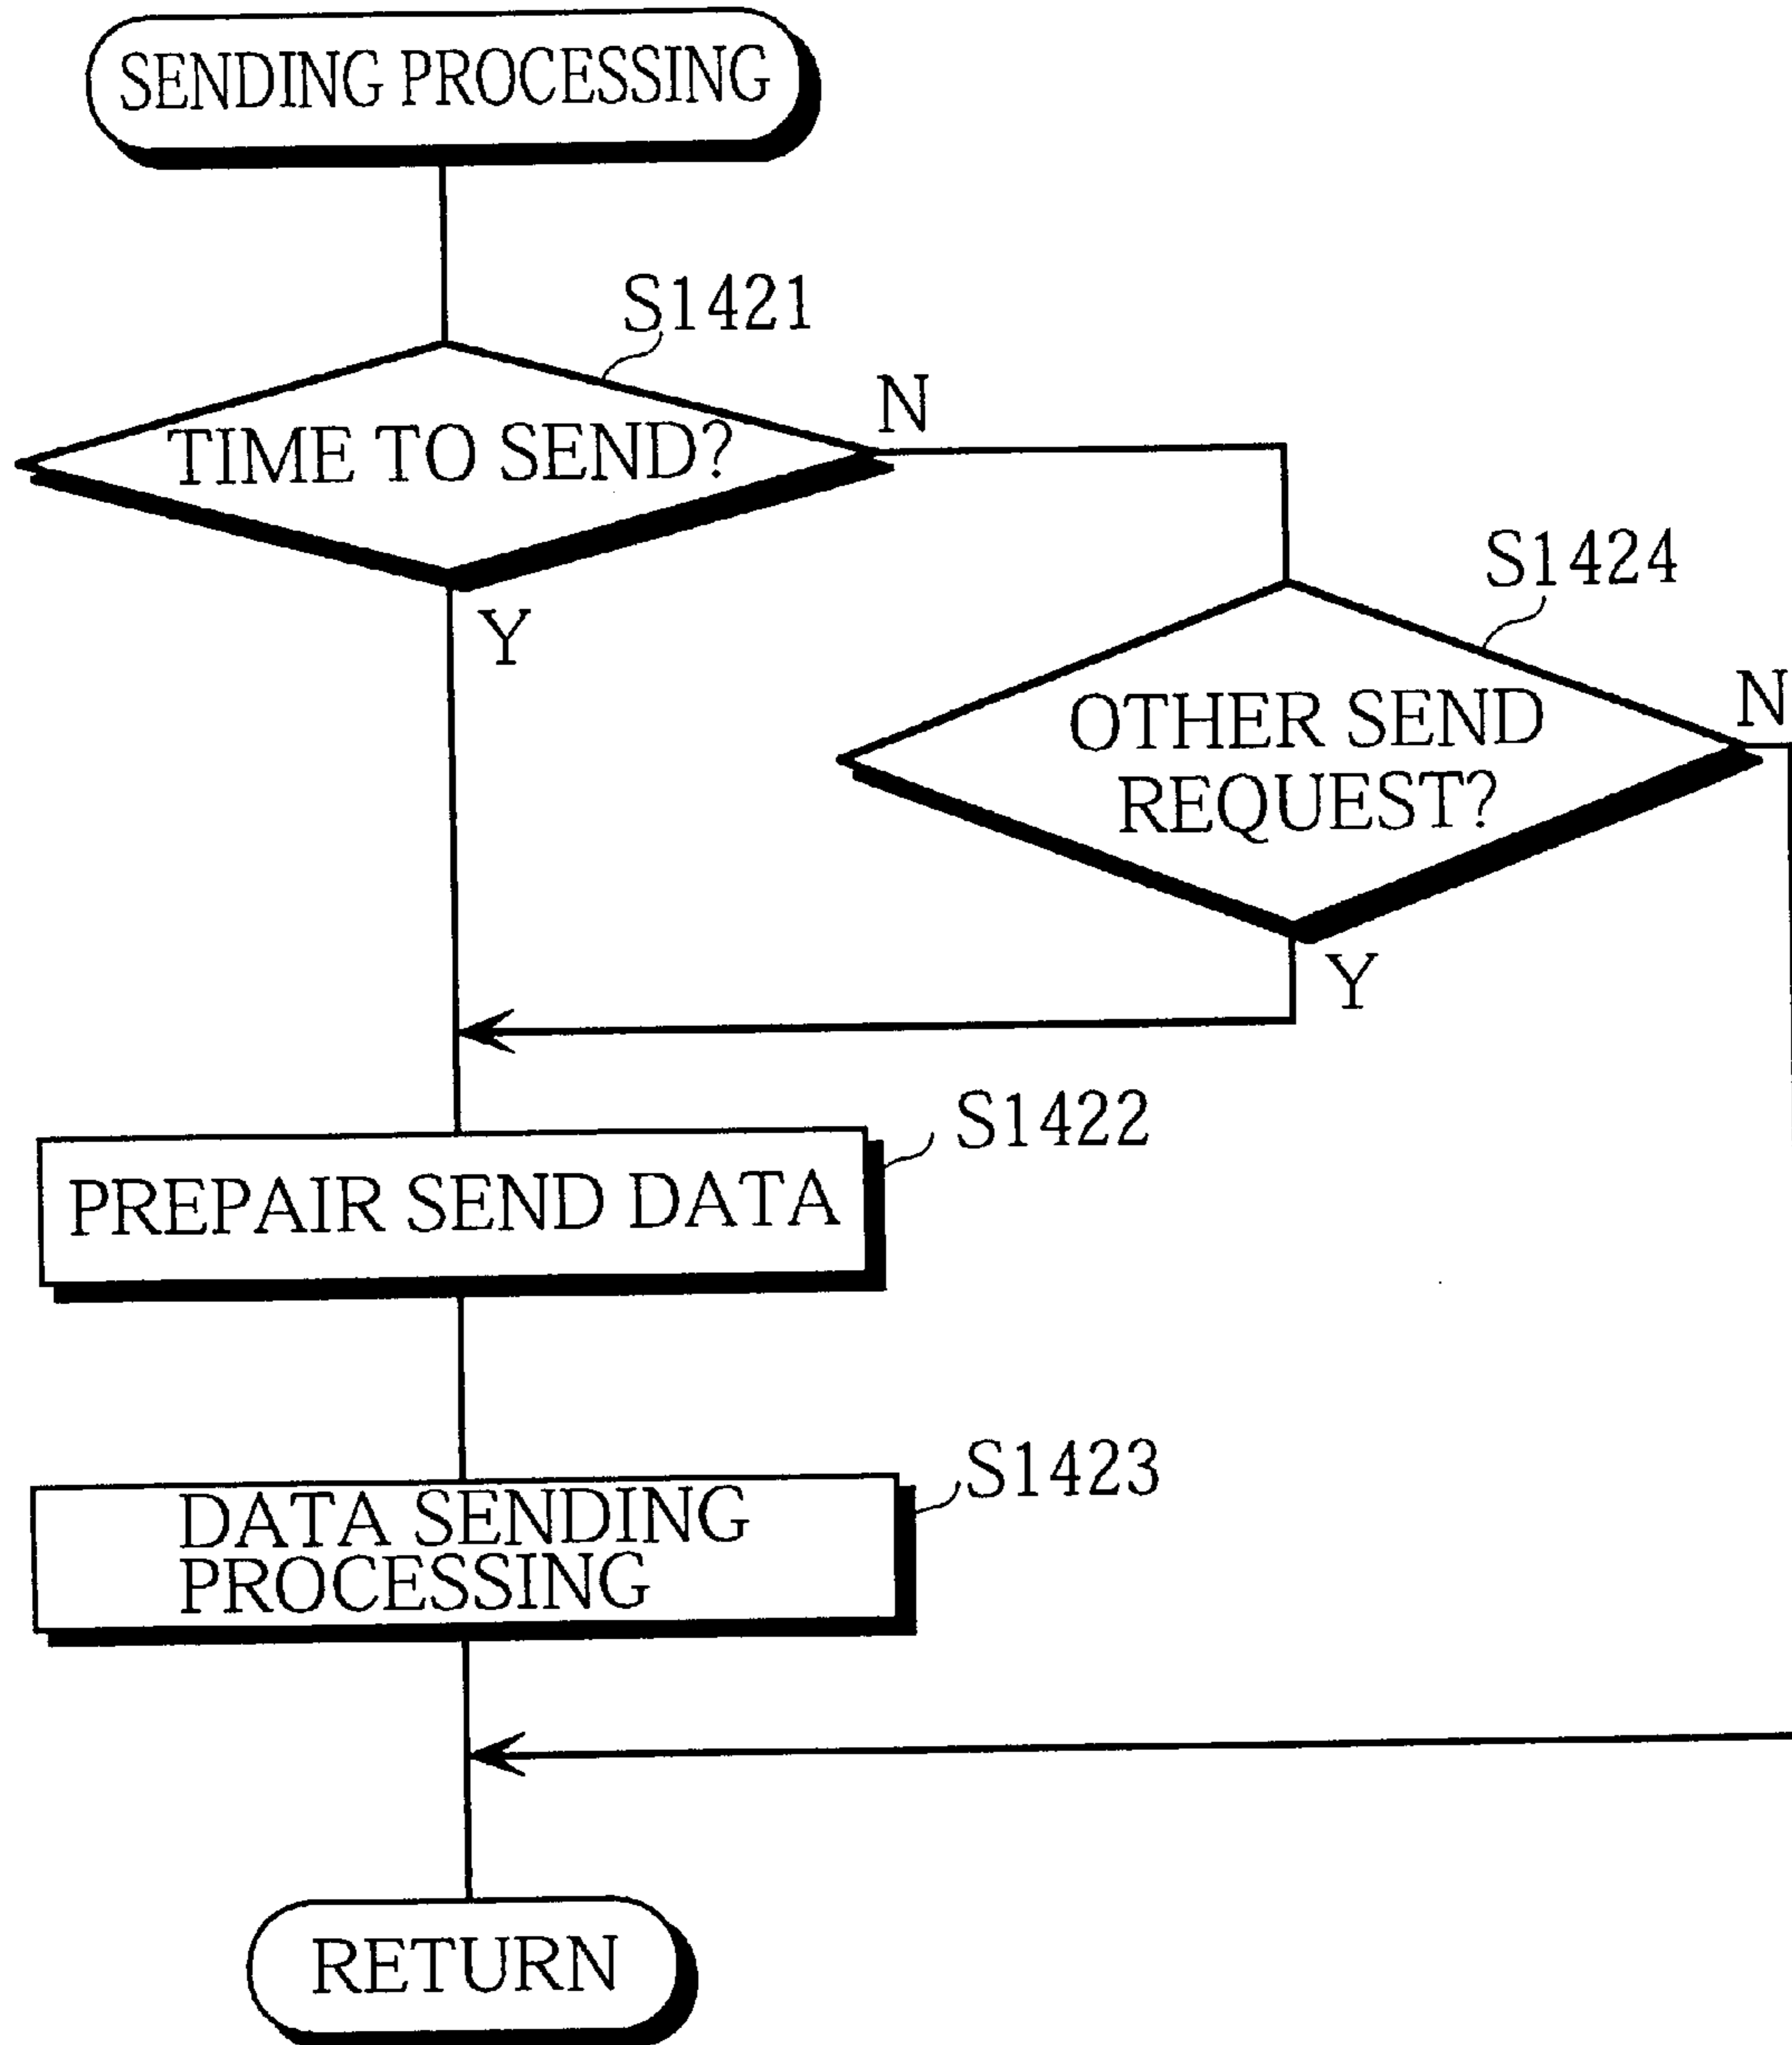 SENDING PROCESSING
S1421
TIME TO SEND?
N
Y
S1424
OTHER SEND
REQUEST?
N
Y
S1422
PREPAIR SEND DATA
S1423
DATA SENDING
PROCESSING
RETURN